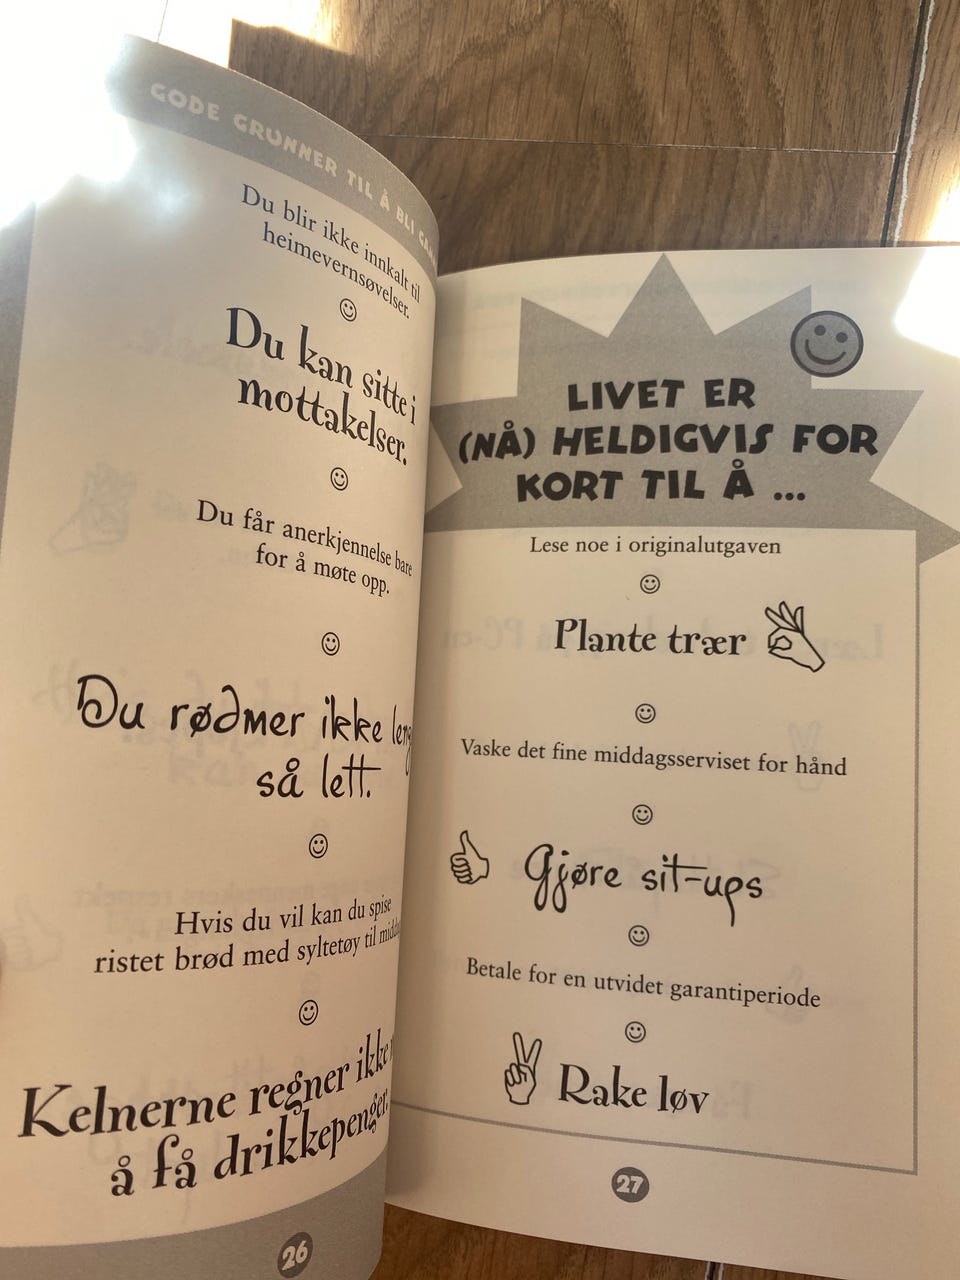 GODE GRUNNER TIL Å BLI
Du blir ikke innkalt til
heimevernsøvelser.
Du kan sitte i
mottakelser.
Du får anerkjennelse bare
for å møte opp.
Du rødmer ikke
så lett.
Hvis du vil kan du spise
ristet brød med syltetøy til
Kelnerne regner ikke
å få drikkepenger.
26
LIVET ER
(NÅ) HELDIGVIS FOR
KORT TIL Å ...
Lese noe i originalutgaven
Plante trær
Vaske det fine middagsserviset for hånd
Gjøre sit-ups
Betale for en utvidet garantiperiode
Rake løv
27